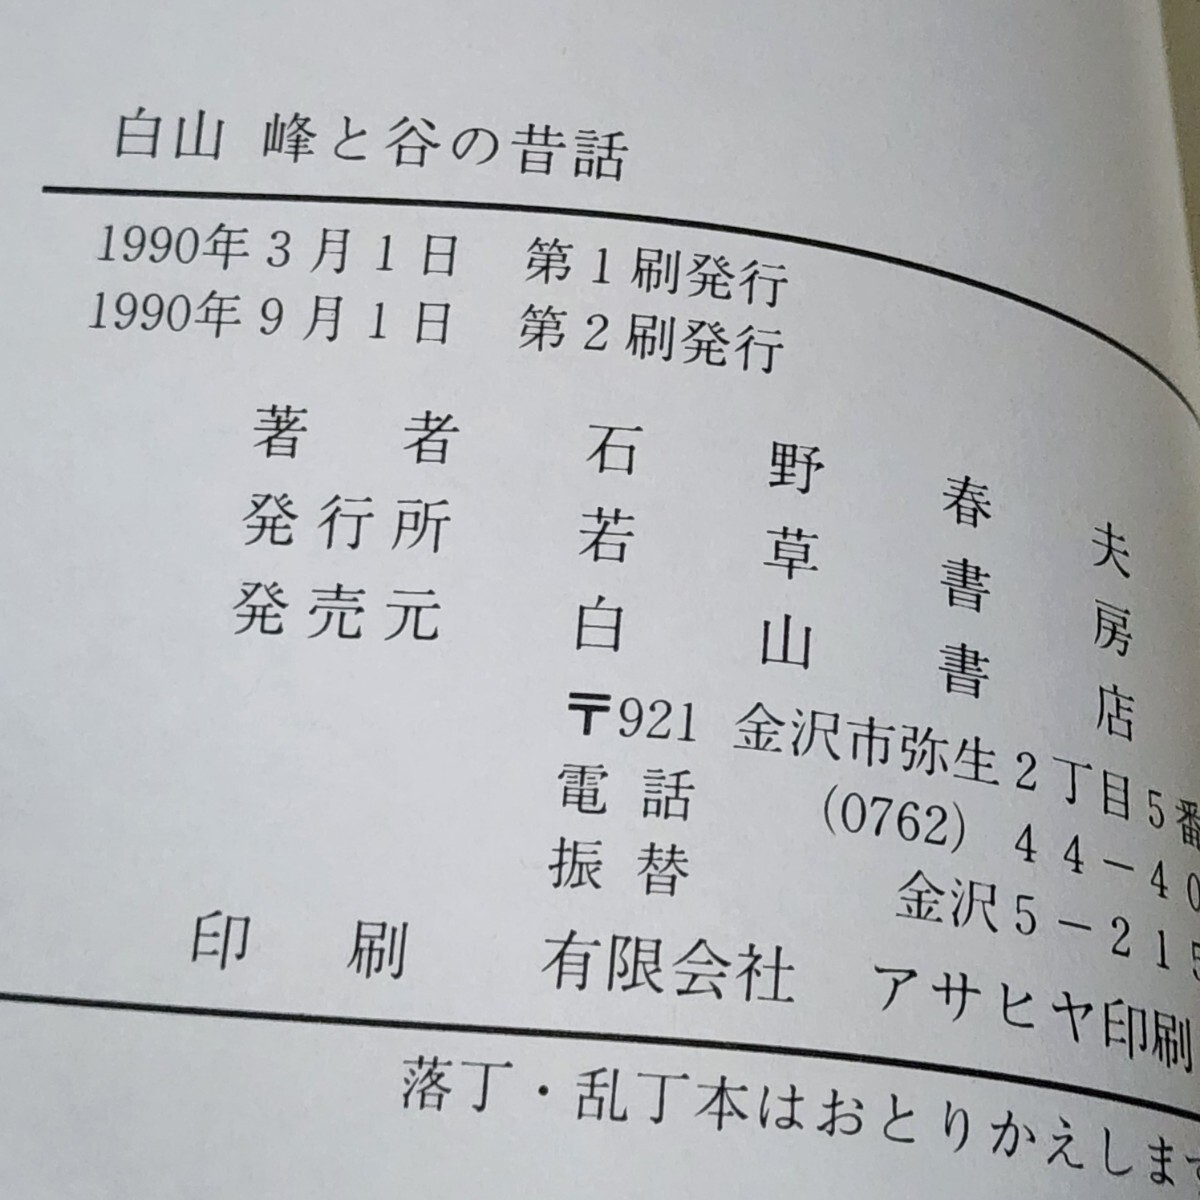 白山 峰と谷の昔話
1990年3月1日 第1刷発行
1990年9月1日 第2刷発行
著者 石野春夫
発行所 若草書房
発売元 白山書店
〒921 金沢市弥生2丁目5番
電話 (0762) 44-40
振替 金沢5-215
印刷 有限会社 アサヒヤ印刷
落丁・乱丁本はおとりかえします